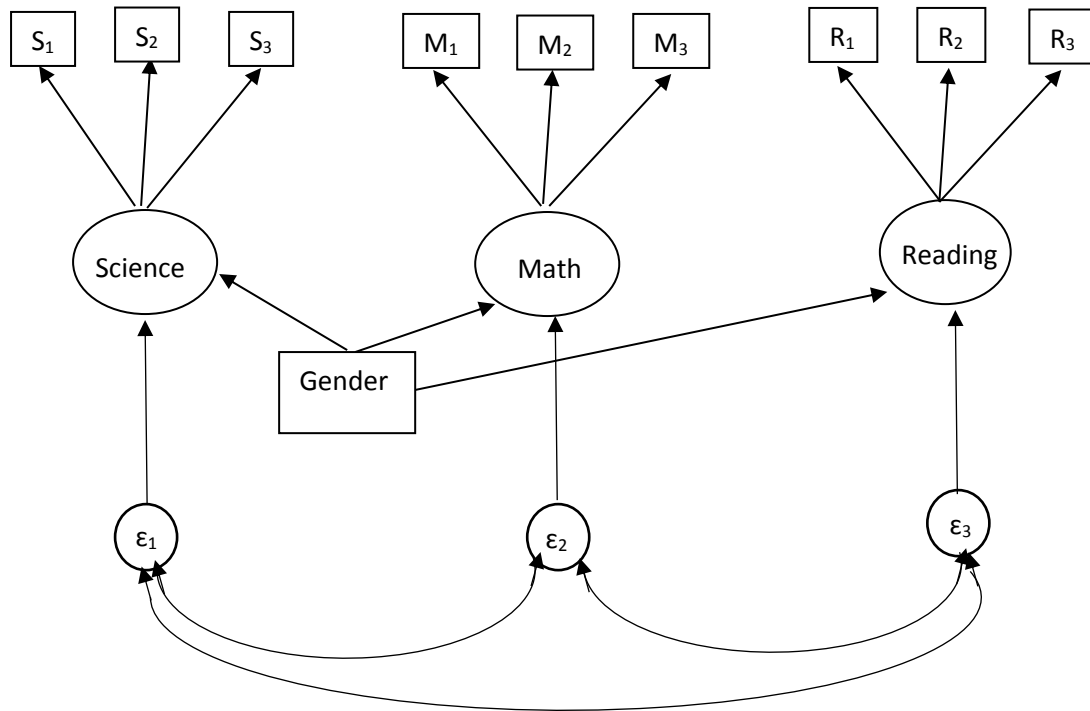 S₁ S₂ S₃ M₁ M₂ M₃ R₁ R₂ R₃
Science Math Reading
Gender
ε₁ ε₂ ε₃